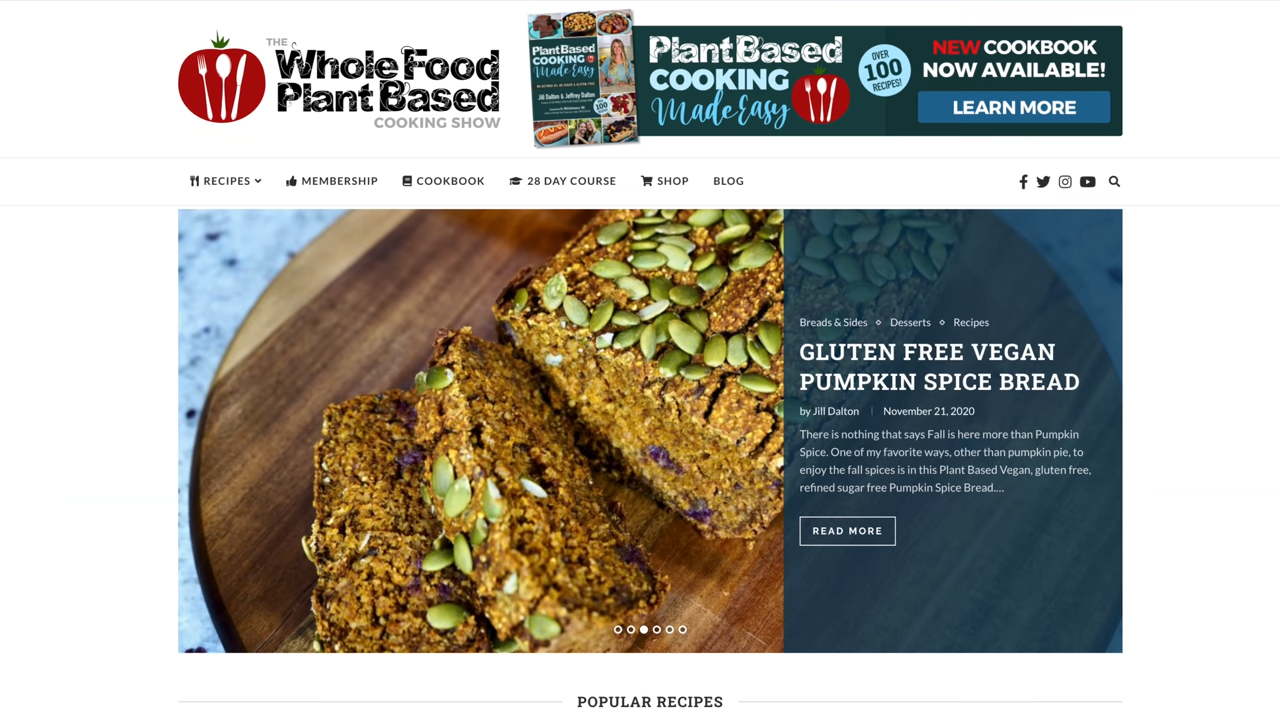 THE
Whole Food
Plant Based
COOKING SHOW
Plant Based
COOKING
Made Easy
Jill Dalton & Jeffrey Dalton
PlantBased
COOKING
Made Easy
OVER
100
RECIPES!
NEW COOKBOOK
NOW AVAILABLE!
LEARN MORE
RECIPES MEMBERSHIP COOKBOOK 28 DAY COURSE SHOP BLOG
Breads & Sides Desserts Recipes
GLUTEN FREE VEGAN
PUMPKIN SPICE BREAD
by Jill Dalton November 21, 2020
There is nothing that says Fall is here more than Pumpkin
Spice. One of my favorite ways, other than pumpkin pie, to
enjoy the fall spices is in this Plant Based Vegan, gluten free,
refined sugar free Pumpkin Spice Bread....
READ MORE
POPULAR RECIPES